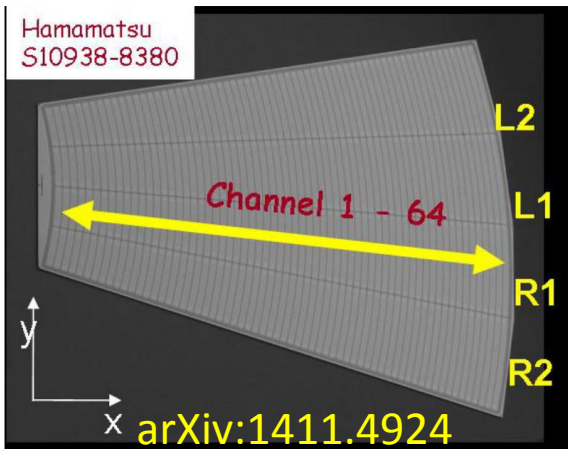 Hamamatsu
S10938-8380
L2
Channel 1 - 64
L1
R1
y
R2
x
arXiv:1411.4924